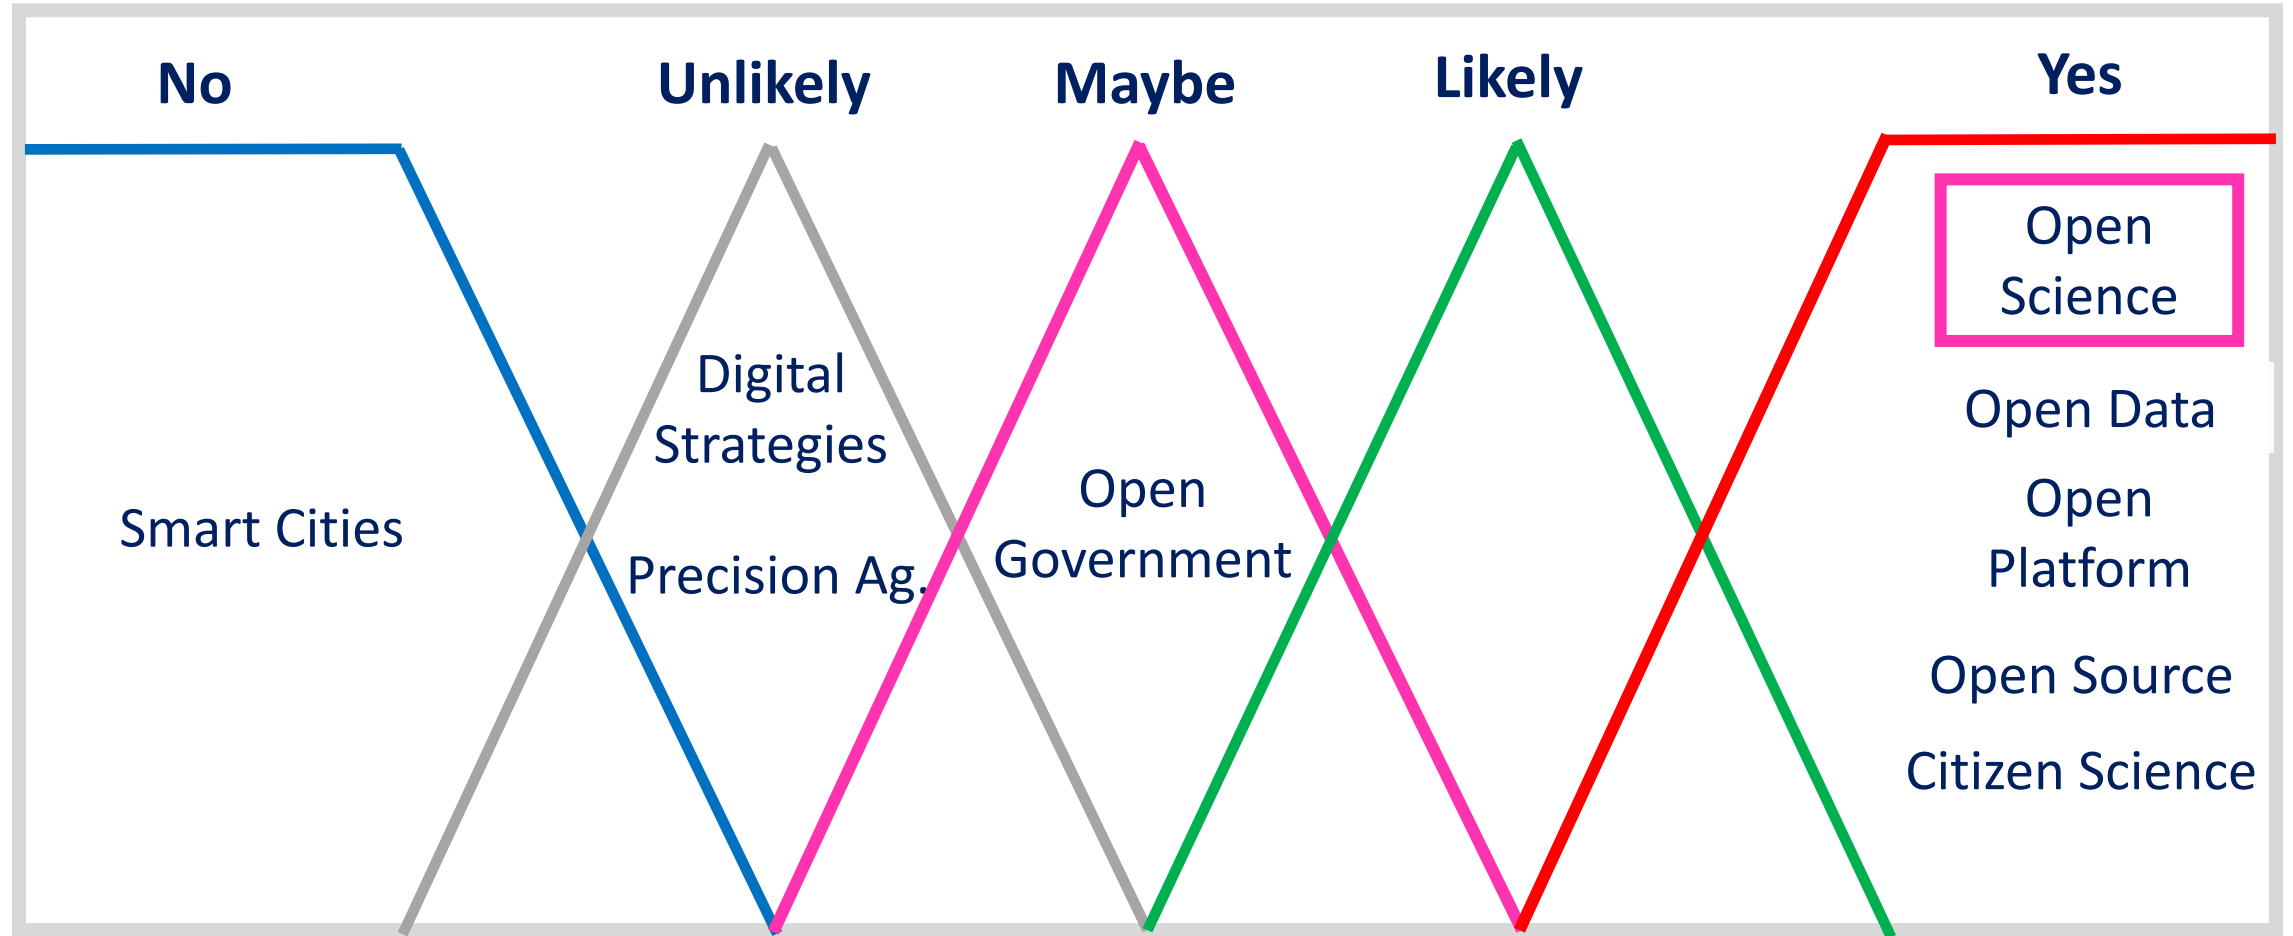 No
Unlikely
Maybe
Likely
Yes
Smart Cities
Digital
Strategies
Precision Ag.
Open
Government
Open
Science
Open Data
Open
Platform
Open Source
Citizen Science